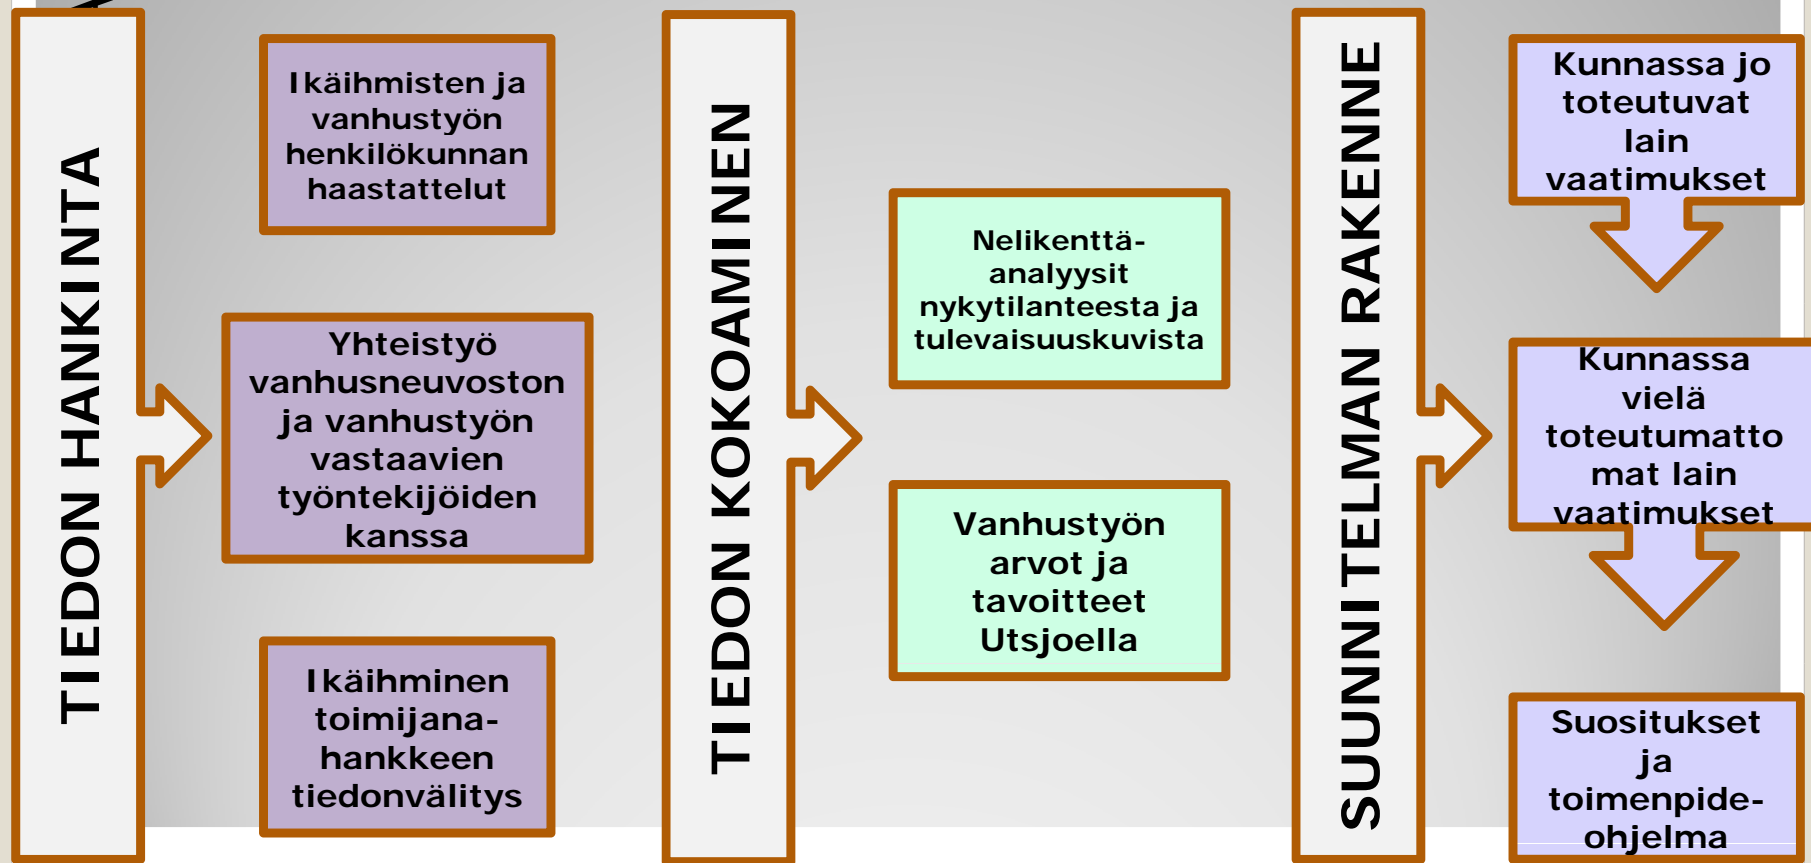 TIEDON HANKINTA
Ikäihmisten ja
vanhustyön
henkilökunnan
haastattelut
Yhteistyö
vanhusneuvoston
ja vanhustyön
vastaavien
työntekijöiden
kanssa
Ikäihminen
toimijana-
hankkeen
tiedonvälitys
TIEDON KOKOAMINEN
Nelikenttä-
analyysit
nykytilanteesta ja
tulevaisuuskuvista
Vanhustyön
arvot ja
tavoitteet
Utsjoella
SUUNNITELMAN RAKENNE
Kunnassa jo
toteutuvat
lain
vaatimukset
Kunnassa
vielä
toteutumatto
mat lain
vaatimukset
Suositukset
ja
toimenpide-
ohjelma